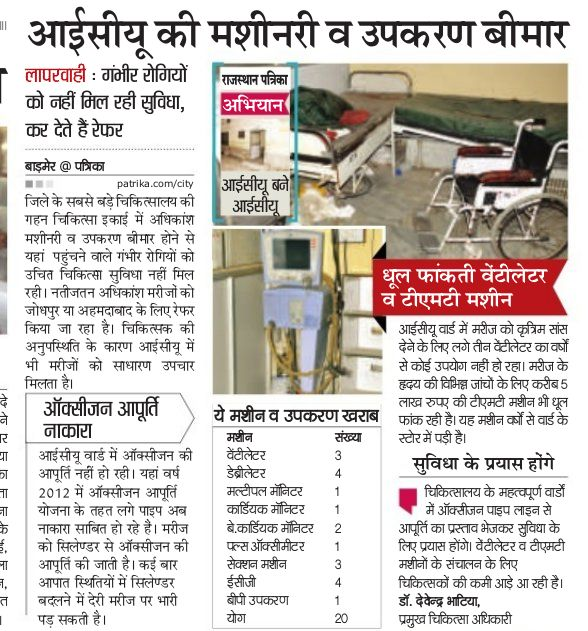 आईसीयू की मशीनरी व उपकरण बीमार
लापरवाही : गंभीर रोगियों
को नहीं मिल रही सुविधा,
कर देते हैं रेफर
बाड़मेर @ पत्रिका
patrika.com/city
जिले के सबसे बड़े चिकित्सालय की
गहन चिकित्सा इकाई में अधिकांश
मशीनरी व उपकरण बीमार होने से
यहां पहुंचने वाले गंभीर रोगियों को
उचित चिकित्सा सुविधा नहीं मिल
रही। नतीजतन अधिकांश मरीजों को
जोधपुर या अहमदाबाद के लिए रेफर
किया जा रहा है। चिकित्सक की
अनुपस्थिति के कारण आईसीयू में
भी मरीजों को साधारण उपचार
मिलता है।
ऑक्सीजन आपूर्ति
नाकारा
आईसीयू वार्ड में ऑक्सीजन की
आपूर्ति नहीं हो रही। यहां वर्ष
2012 में ऑक्सीजन आपूर्ति
योजना के तहत लगे पाइप अब
नाकारा साबित हो रहे है। मरीज
को सिलेण्डर से ऑक्सीजन की
आपूर्ति की जाती है। कई बार
आपात स्थितियों में सिलेण्डर
बदलने में देरी मरीज पर भारी
पड़ सकती है।
राजस्थान पत्रिका
अभियान
आईसीयू बने
आईसीयू
ये मशीन व उपकरण खराब
मशीन संख्या
वेंटीलेटर 3
डेब्रीलेटर 4
मल्टीपल मॉनिटर 1
कार्डियक मॉनिटर 1
बे.कार्डियक मॉनिटर 2
पल्स ऑक्सीमीटर 1
सेक्शन मशीन 3
ईसीजी 4
बीपी उपकरण 1
योग 20
धूल फांकती वेंटीलेटर
व टीएमटी मशीन
आईसीयू वार्ड में मरीज को कृत्रिम सांस
देने के लिए लगे तीन वेंटीलेटर का वर्षों
से कोई उपयोग नहीं हो रहा। मरीज के
हृदय की विभिन्न जांघों के लिए करीब 5
लाख रुपए की टीएमटी मशीन भी धूल
फांक रही है। यह मशीन वर्षों से वार्ड के
स्टोर में पड़ी है।
सुविधा के प्रयास होंगे
चिकित्सालय के महत्वपूर्ण वार्डों
में ऑक्सीजन पाइप लाइन से
आपूर्ति का प्रस्ताव भेजकर सुविधा के
लिए प्रयास होंगे। वेंटीलेटर व टीएमटी
मशीनों के संचालन के लिए
चिकित्सकों की कमी आडे आ रही है।
डॉ. देवेन्द्र भाटिया,
प्रमुख चिकित्सा अधिकारी